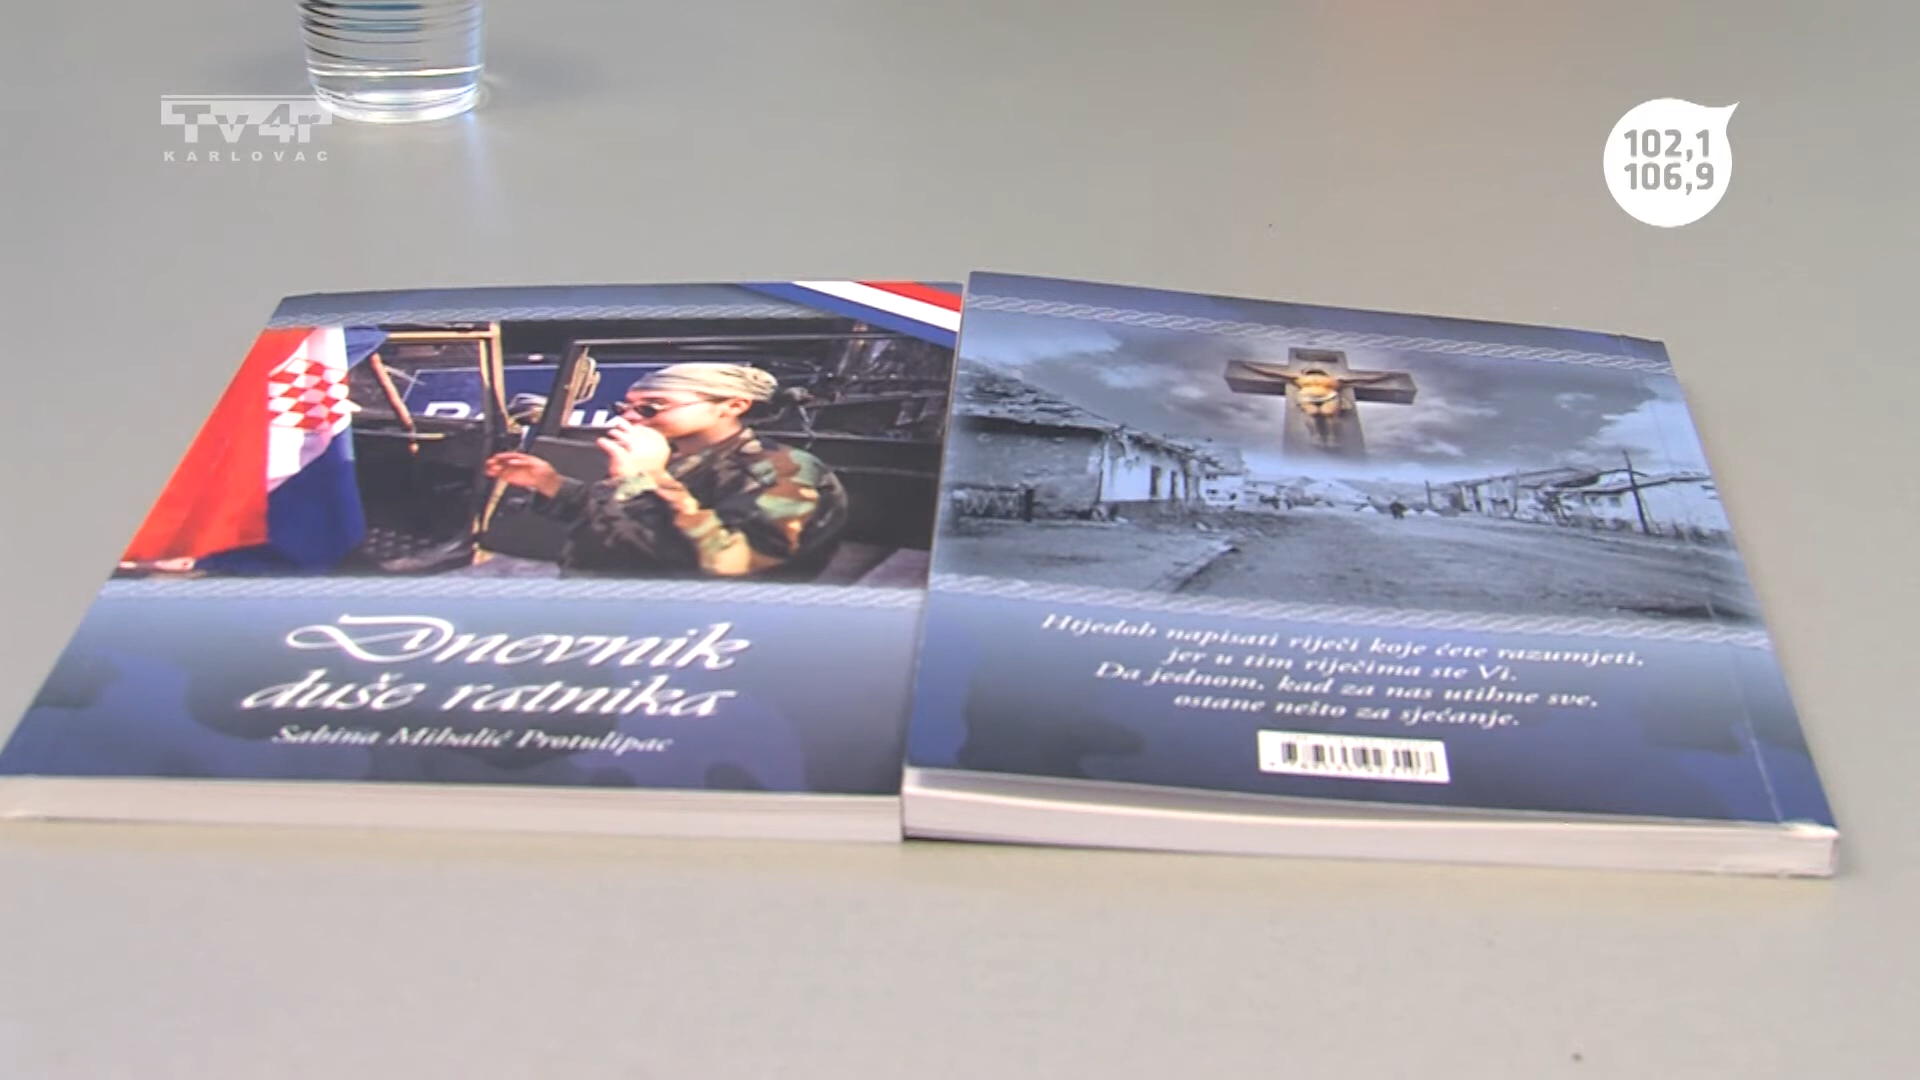 Tv4r
KARLOVAC
102,1
106,9
Dnevnik
duše ratnika
Sabina Mihalić Protulipac
Htjedoh napisati riječi koje ćete razumjeti,
jer u tim riječima ste Vi.
Da jednom, kad za nas utihne sve,
ostane nešto za sjećanje.